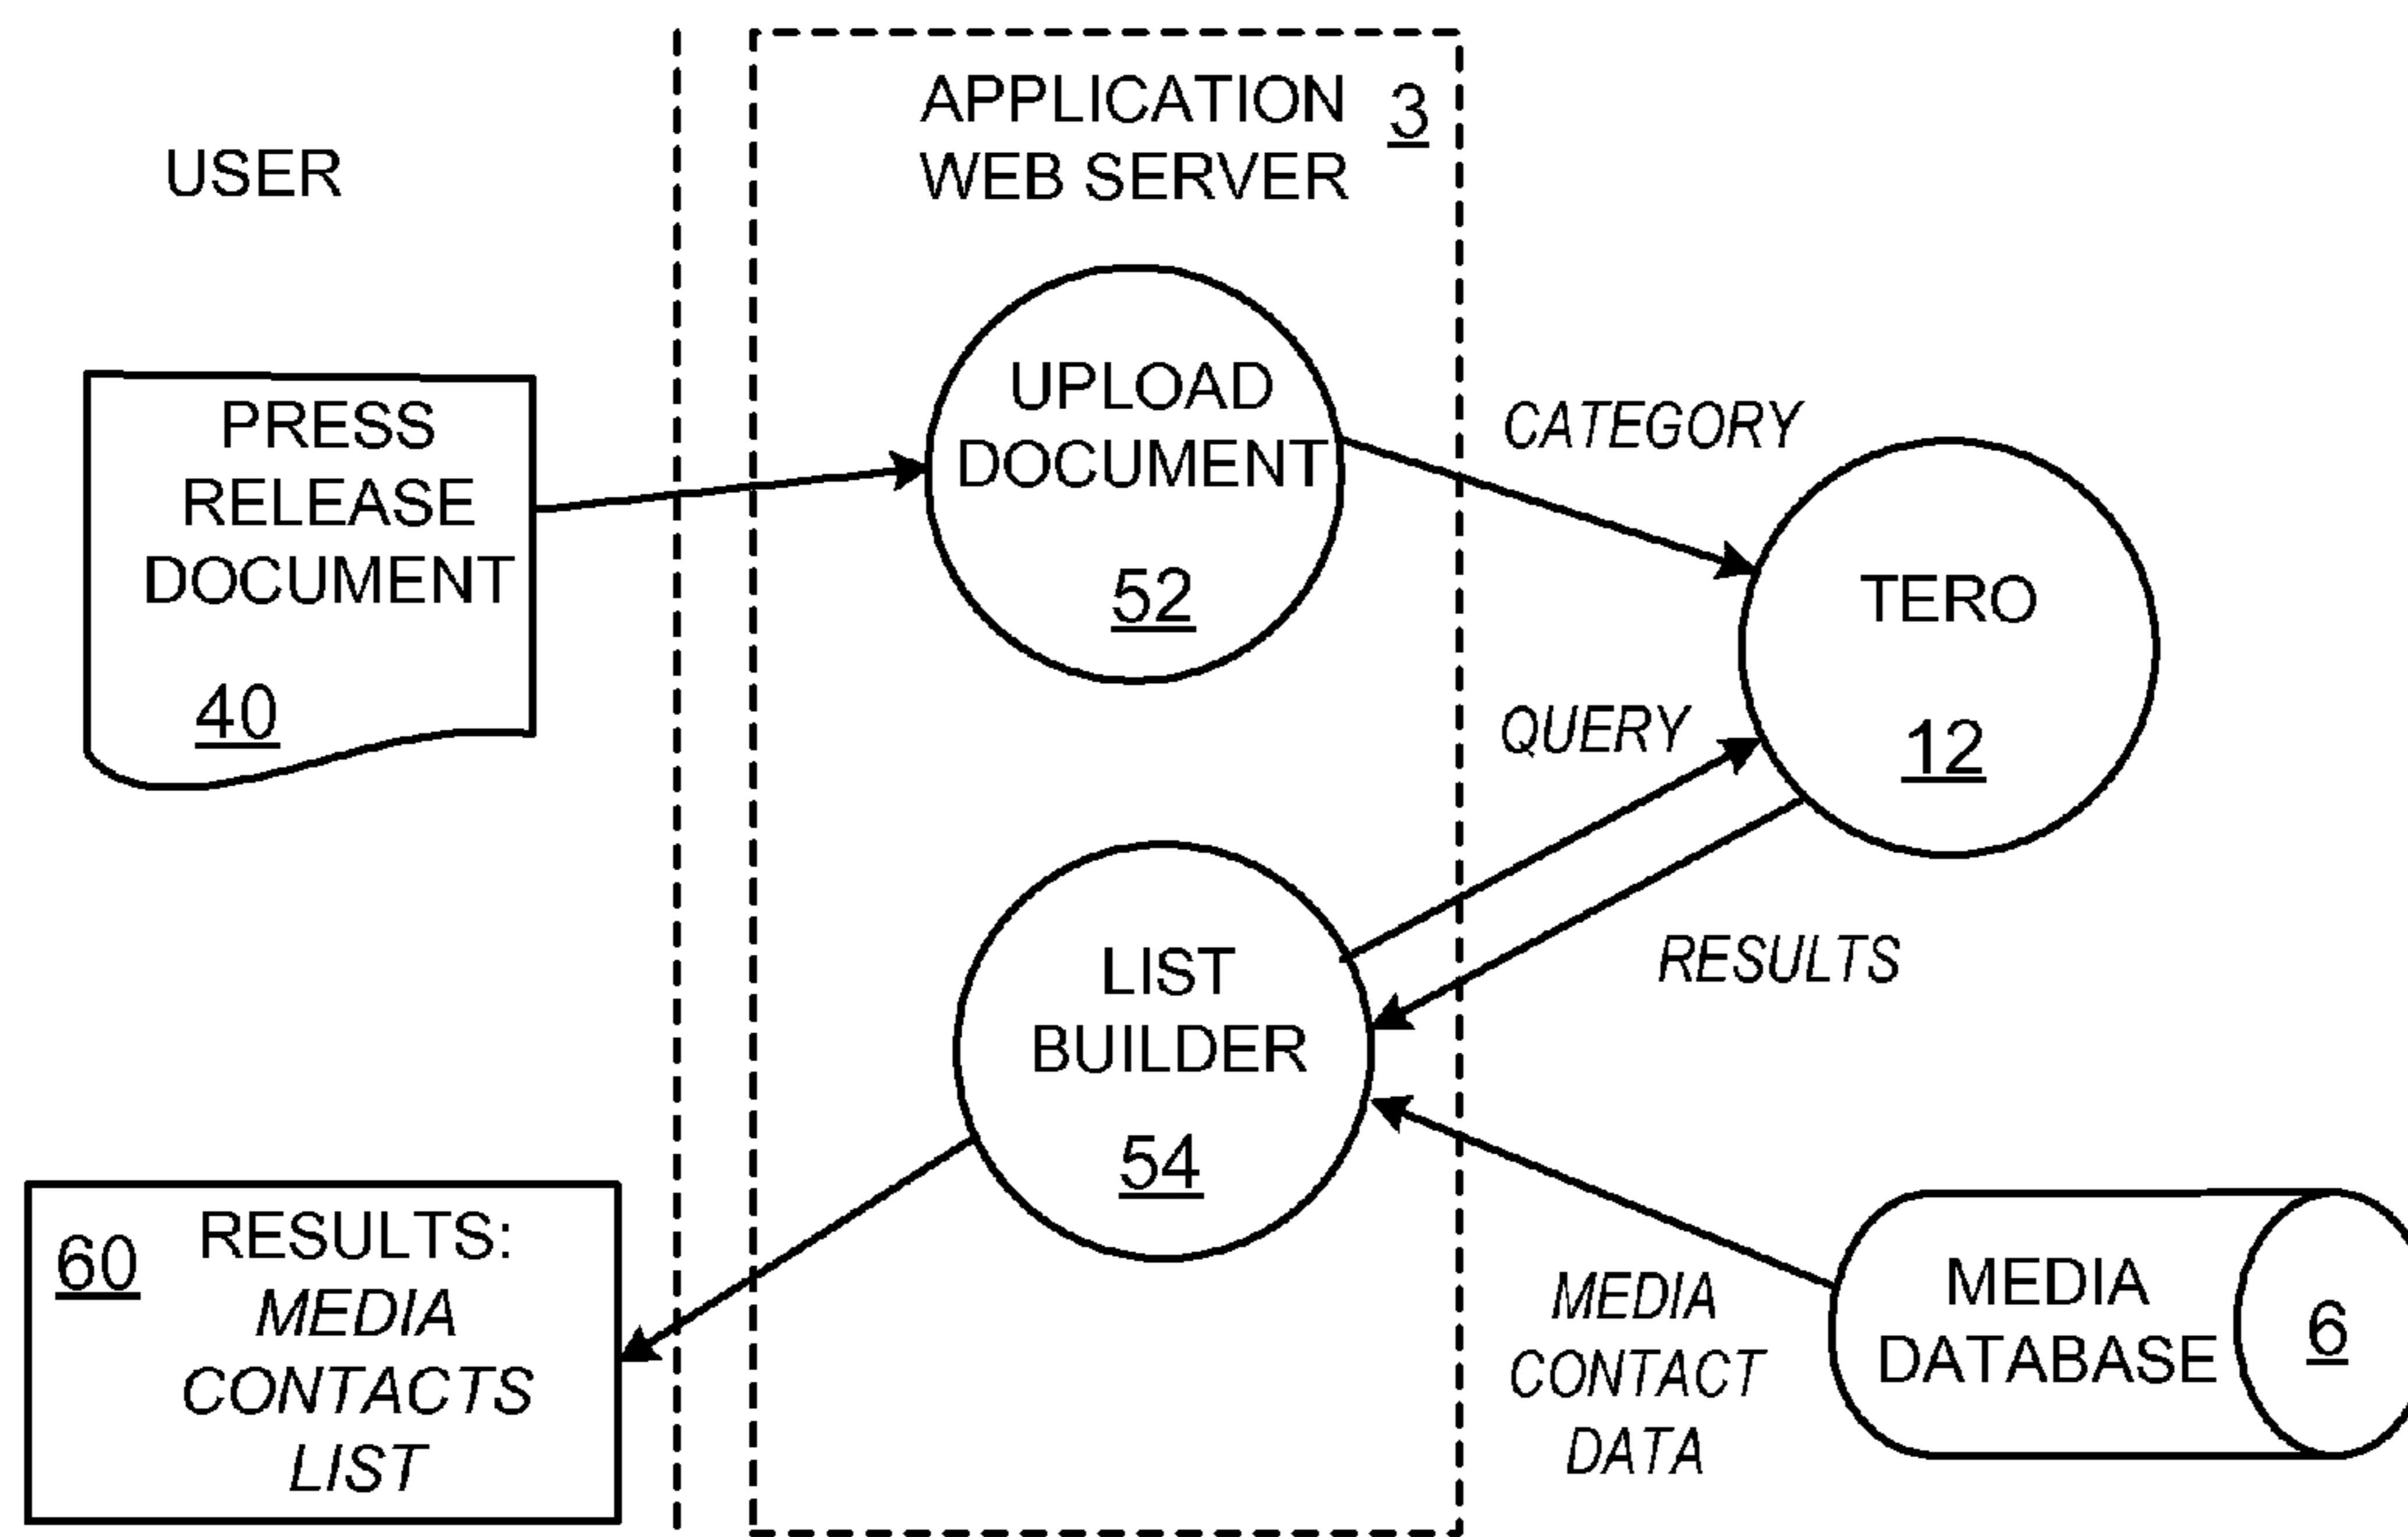 USER
APPLICATION
WEB SERVER
3
PRESS
RELEASE
DOCUMENT
40
UPLOAD
DOCUMENT
52
CATEGORY
TERO
12
QUERY
RESULTS
LIST
BUILDER
54
60
RESULTS:
MEDIA
CONTACTS
LIST
MEDIA
CONTACT
DATA
MEDIA
DATABASE
6